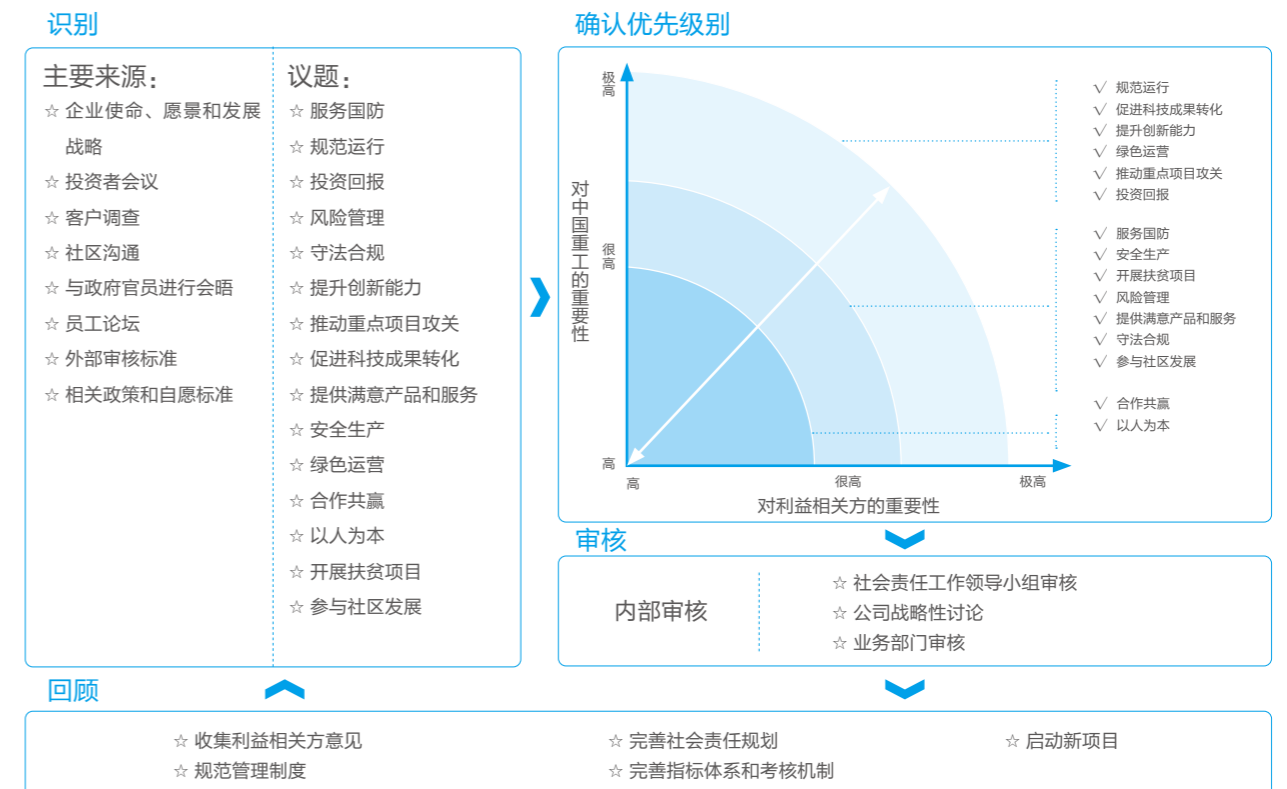 识别
主要来源：
☆ 企业使命、愿景和发展
战略
☆ 投资者会议
☆ 客户调查
☆ 社区沟通
☆ 与政府官员进行会晤
☆ 员工论坛
☆ 外部审核标准
☆ 相关政策和自愿标准
议题：
☆ 服务国防
☆ 规范运行
☆ 投资回报
☆ 风险管理
☆ 守法合规
☆ 提升创新能力
☆ 推动重点项目攻关
☆ 促进科技成果转化
☆ 提供满意产品和服务
☆ 安全生产
☆ 绿色运营
☆ 合作共赢
☆ 以人为本
☆ 开展扶贫项目
☆ 参与社区发展
确认优先级别
对中国重工的重要性
极高
很高
高
高
很高
极高
对利益相关方的重要性
√ 规范运行
√ 促进科技成果转化
√ 提升创新能力
√ 绿色运营
√ 推动重点项目攻关
√ 投资回报
√ 服务国防
√ 安全生产
√ 开展扶贫项目
√ 风险管理
√ 提供满意产品和服务
√ 守法合规
√ 参与社区发展
√ 合作共赢
√ 以人为本
审核
内部审核
☆ 社会责任工作领导小组审核
☆ 公司战略性讨论
☆ 业务部门审核
回顾
☆ 收集利益相关方意见
☆ 规范管理制度
☆ 完善社会责任规划
☆ 完善指标体系和考核机制
☆ 启动新项目